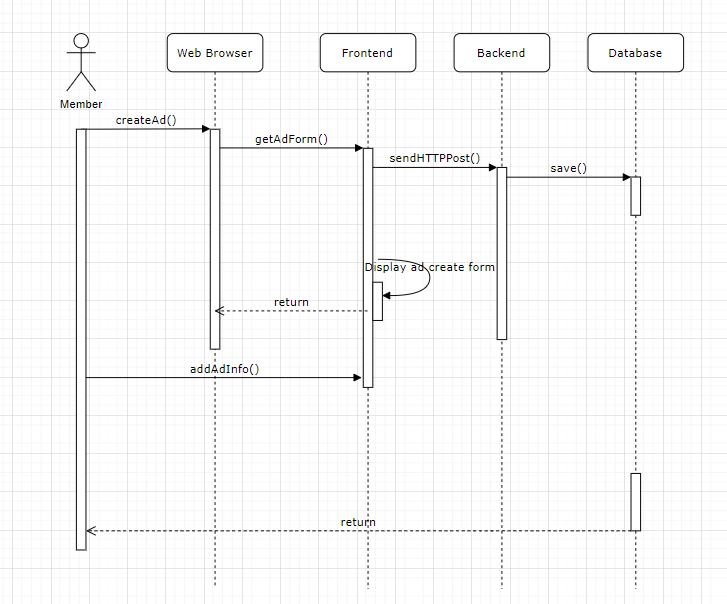 Web Browser
Frontend
Backend
Database
Member
createAd()
getAdForm()
sendHTTPPost()
save()
Display ad create form
return
addAdInfo()
return